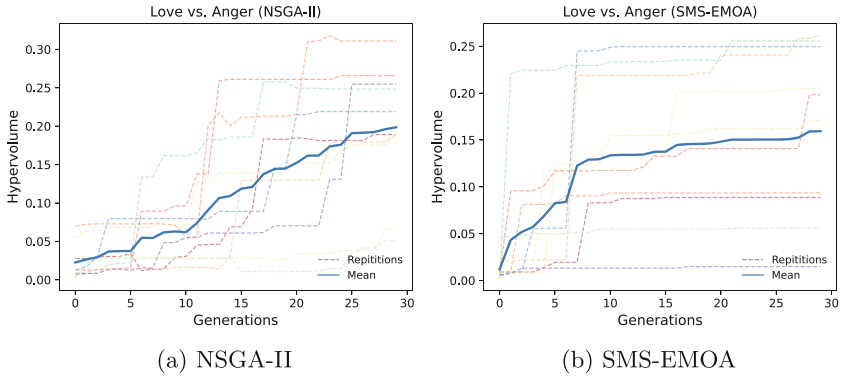 Love vs. Anger (NSGA-II)
0.30
0.25
0.20
0.15
0.10
0.05
0.00
Hypervolume
0 5 10 15 20 25 30
Generations
Repititions
Mean
(a) NSGA-II
Love vs. Anger (SMS-EMOA)
0.25
0.20
0.15
0.10
0.05
0.00
Hypervolume
0 5 10 15 20 25 30
Generations
Repititions
Mean
(b) SMS-EMOA